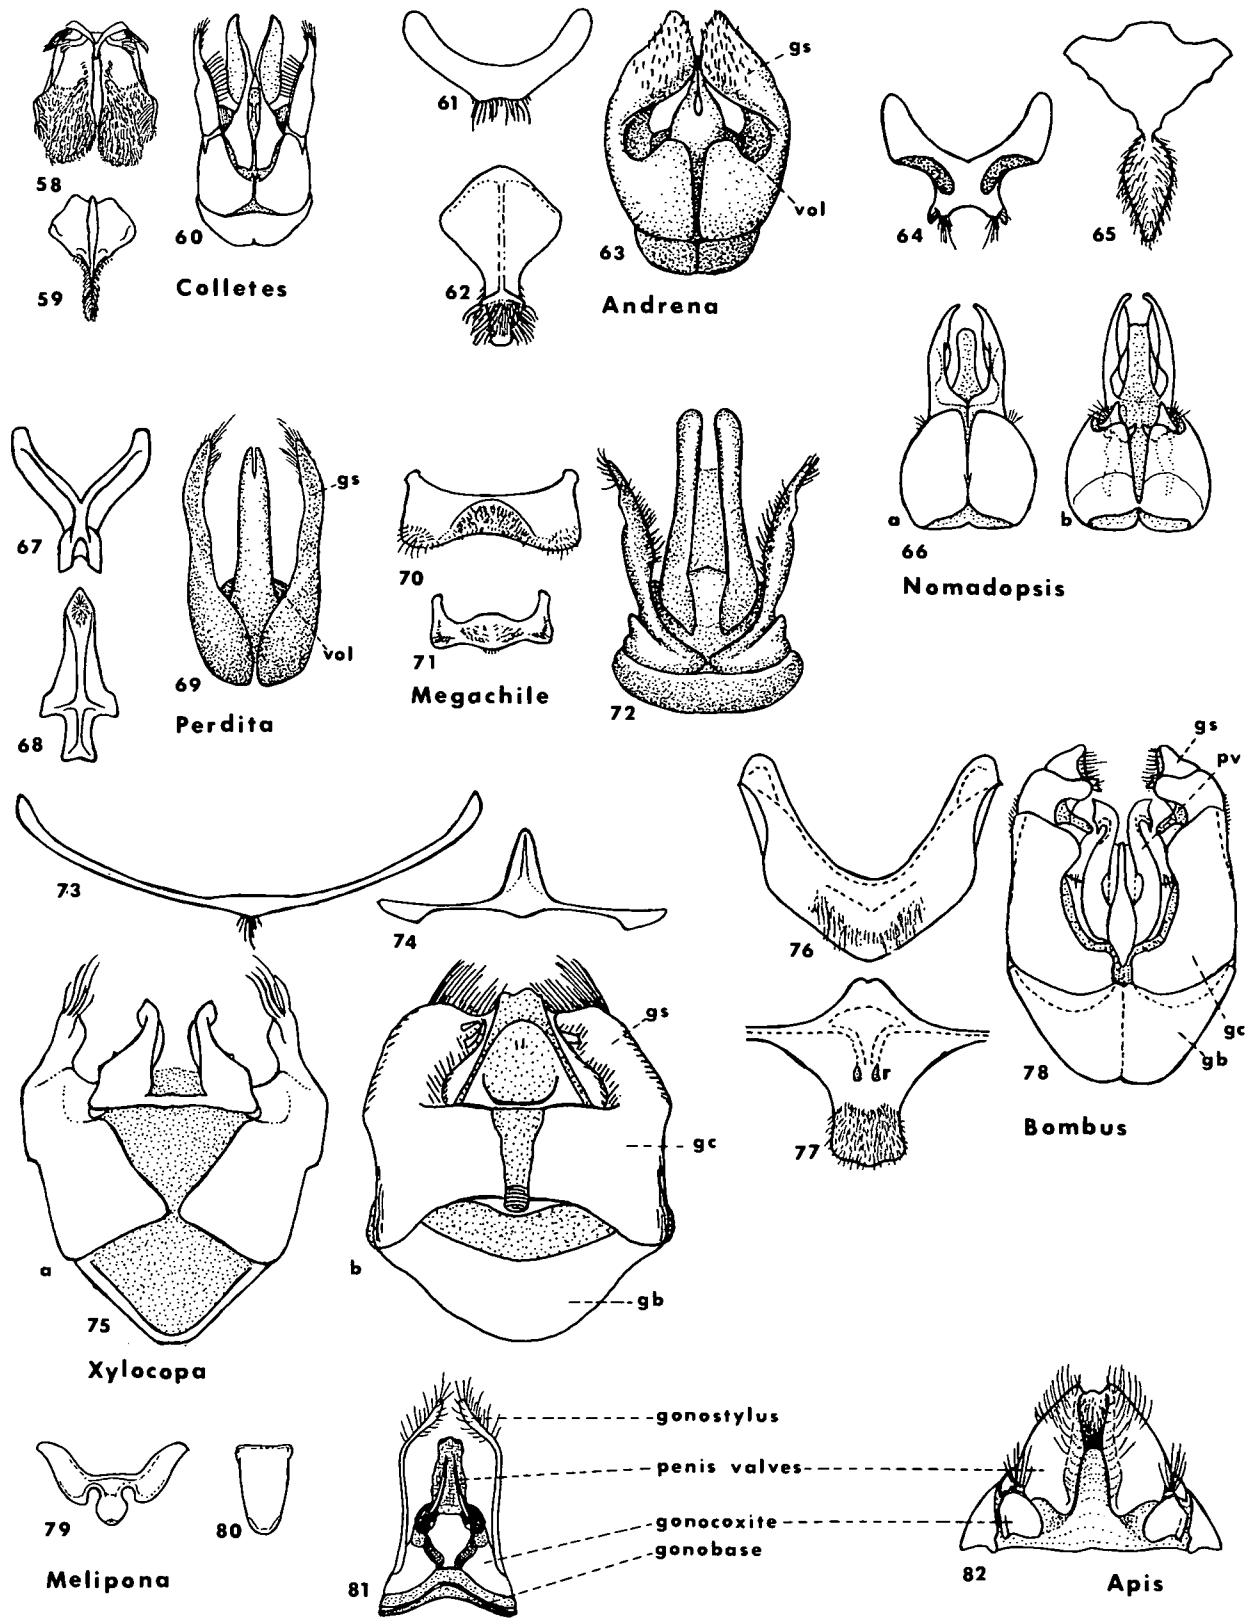 58
59
60
Colletes
61
62
63
gs
vol
Andrena
64
65
a
b
66
Nomadopsis
67
68
69
gs
vol
Perdita
70
71
Megachile
72
73
74
a
75
b
gs
gc
gb
Xylocopa
76
77
r
78
gs
pv
gc
gb
Bombus
79
80
Melipona
81
gonostylus
penis valves
gonocoxite
gonobase
82
Apis